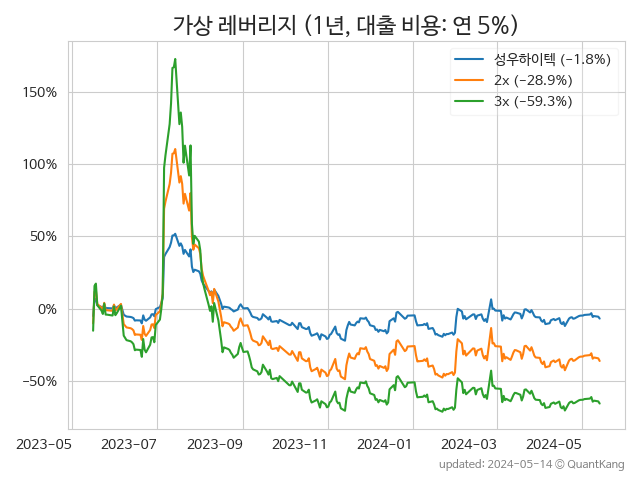 가상 레버리지 (1년, 대출 비용: 연 5%)
성우하이텍 (−1.8%)
2x (−28.9%)
3x (−59.3%)
150%
100%
50%
0%
−50%
2023-05 2023-07 2023-09 2023-11 2024-01 2024-03 2024-05
updated: 2024-05-14 © QuantKang